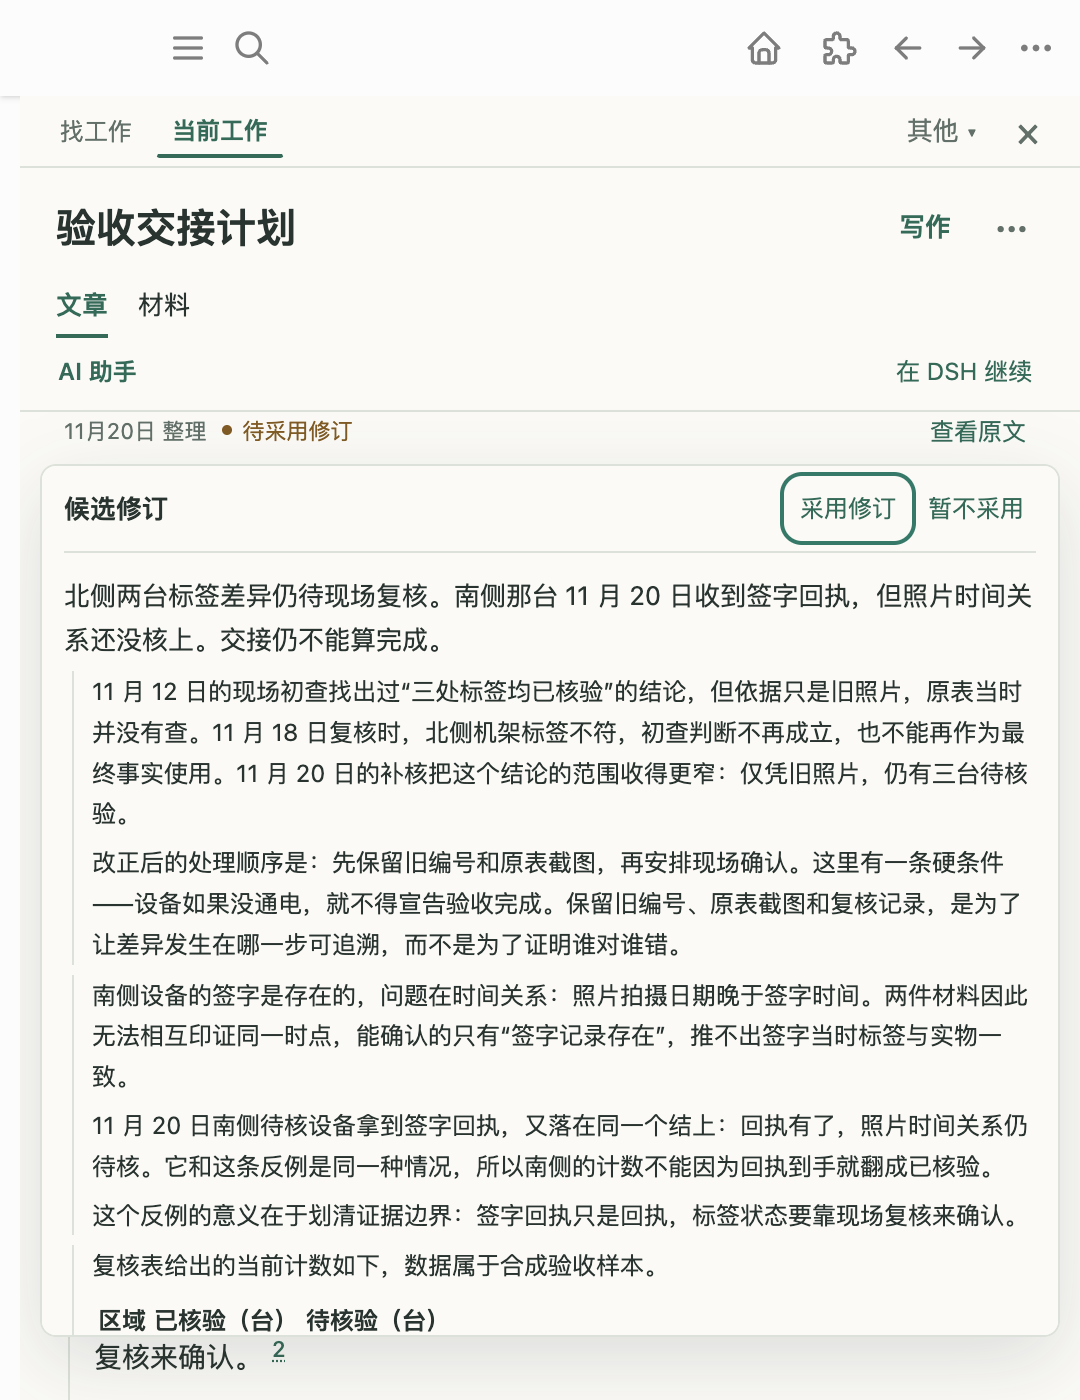 找工作 当前工作 其他 ▾ ×
验收交接计划 写作 •••
文章 材料
AI 助手 在 DSH 继续
11月20日 整理 • 待采用修订 查看原文
候选修订 采用修订 暂不采用
北侧两台标签差异仍待现场复核。南侧那台 11 月 20 日收到签字回执，但照片时间关
系还没核上。交接仍不能算完成。
11 月 12 日的现场初查找出过“三处标签均已核验”的结论，但依据只是旧照片，原表当时
并没有查。11 月 18 日复核时，北侧机架标签不符，初查判断不再成立，也不能再作为最
终事实使用。11 月 20 日的补核把这个结论的范围收得更窄：仅凭旧照片，仍有三台待核
验。
改正后的处理顺序是：先保留旧编号和原表截图，再安排现场确认。这里有一条硬条件
——设备如果没通电，就不得宣告验收完成。保留旧编号、原表截图和复核记录，是为了
让差异发生在哪一步可追溯，而不是为了证明谁对谁错。
南侧设备的签字是存在的，问题在时间关系：照片拍摄日期晚于签字时间。两件材料因此
无法相互印证同一时点，能确认的只有“签字记录存在”，推不出签字当时标签与实物一
致。
11 月 20 日南侧待核设备拿到签字回执，又落在同一个结上：回执有了，照片时间关系仍
待核。它和这条反例是同一种情况，所以南侧的计数不能因为回执到手就翻成已核验。
这个反例的意义在于划清证据边界：签字回执只是回执，标签状态要靠现场复核来确认。
复核表给出的当前计数如下，数据属于合成验收样本。
区域 已核验（台） 待核验（台）
复核来确认。 2